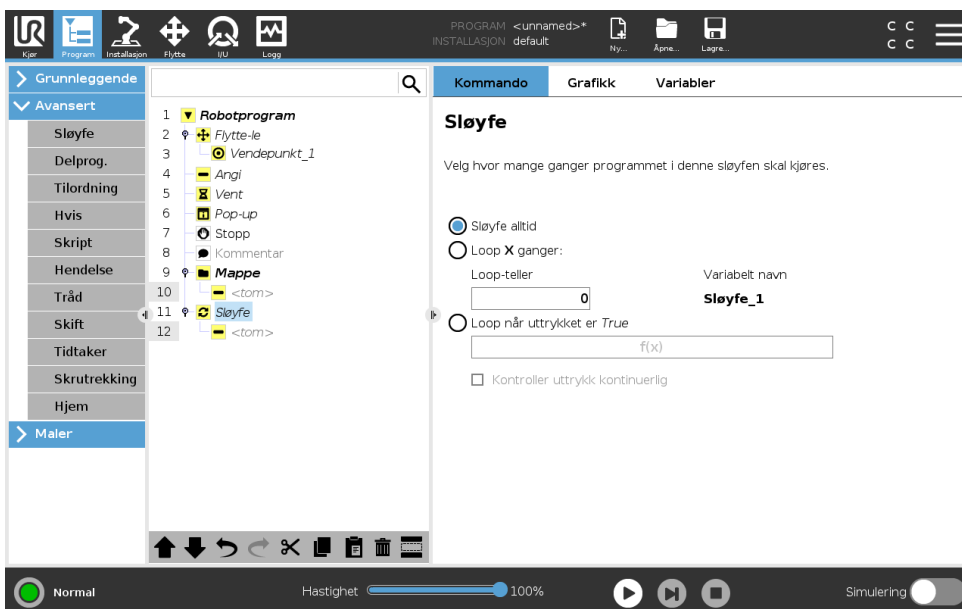 PROGRAM <unnamed>*
INSTALLASJON default
Kjør Program Installasjon Flytte I/U Logg Ny... Åpne... Lagre...
C C
C C
Grunnleggende
Avansert
Sløyfe
Delprog.
Tilordning
Hvis
Skript
Hendelse
Tråd
Skift
Tidtaker
Skrutrekking
Hjem
Maler
1 Robotprogram
2 Flytte-le
3 Vendepunkt_1
4 Angi
5 Vent
6 Pop-up
7 Stopp
8 Kommentar
9 Mappe
10 <tom>
11 Sløyfe
12 <tom>
Kommando Grafikk Variabler
Sløyfe
Velg hvor mange ganger programmet i denne sløyfen skal kjøres.
Sløyfe alltid
Loop X ganger:
Loop-teller Variabelt navn
0 Sløyfe_1
Loop når uttrykket er True
f(x)
Kontroller uttrykk kontinuerlig
Normal Hastighet 100% Simulering